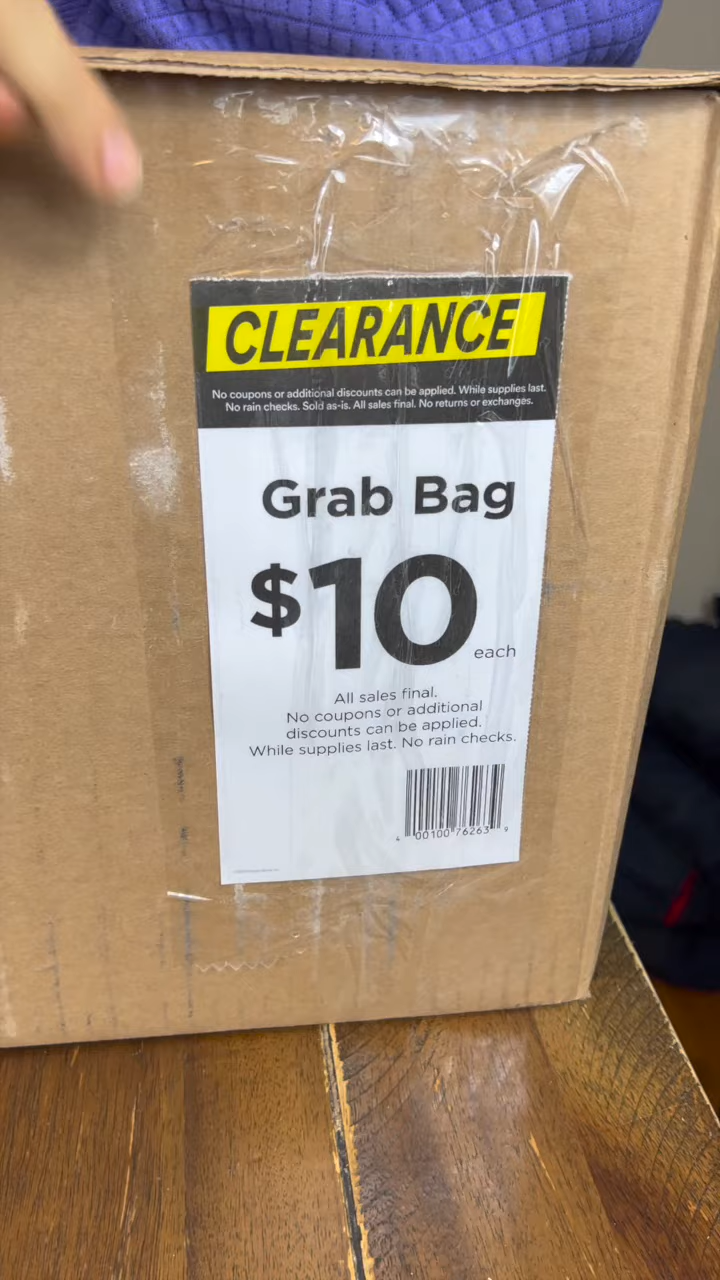 CLEARANCE
No coupons or additional discounts can be applied. While supplies last.
No rain checks. Sold as-is. All sales final. No returns or exchanges.
Grab Bag
$10 each
All sales final.
No coupons or additional
discounts can be applied.
While supplies last. No rain checks.
4 00100 76263 9